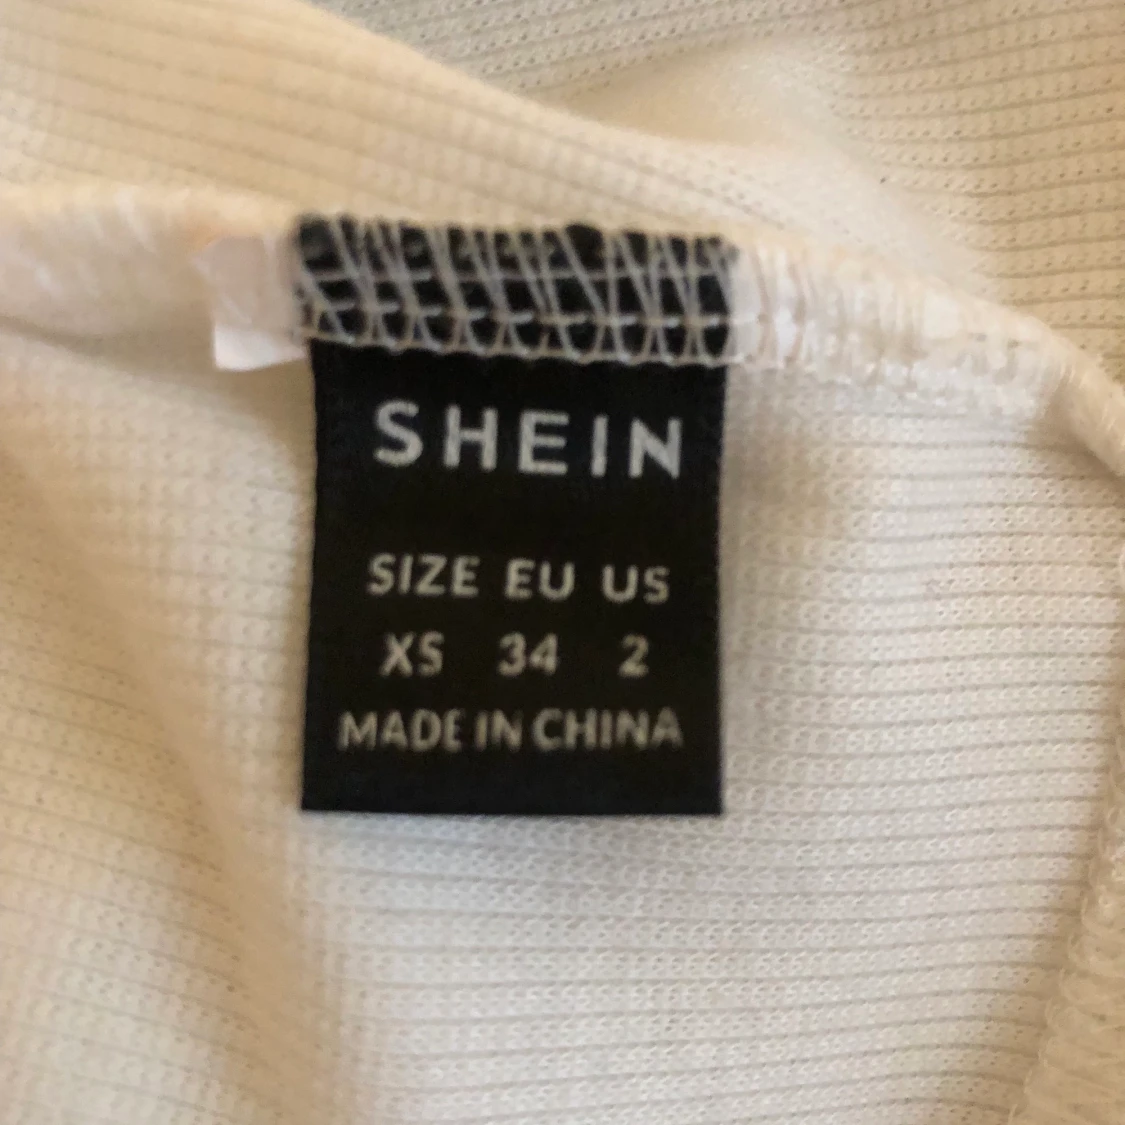 SHEIN
SIZE EU US
XS 34 2
MADE IN CHINA